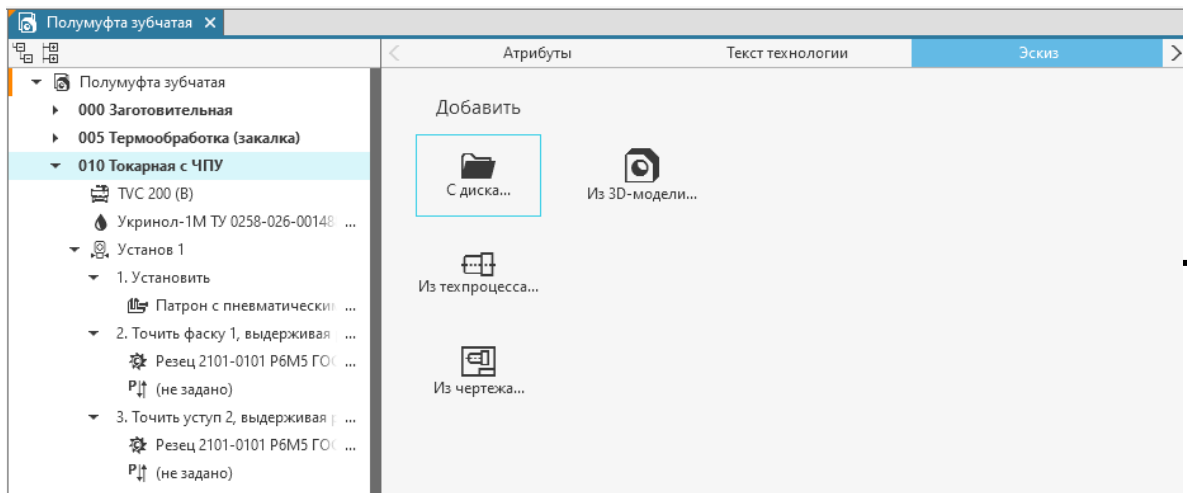 Полумуфта зубчатая
Атрибуты
Текст технологии
Эскиз
Полумуфта зубчатая
000 Заготовительная
005 Термообработка (закалка)
010 Токарная с ЧПУ
TVC 200 (В)
Укринол-1М ТУ 0258-026-00148 ...
Установ 1
1. Установить
Патрон с пневматически ...
2. Точить фаску 1, выдерживая ...
Резец 2101-0101 Р6М5 ГОС ...
Р (не задано)
3. Точить уступ 2, выдерживая р ...
Резец 2101-0101 Р6М5 ГОС ...
Р (не задано)
Добавить
С диска...
Из 3D-модели...
Из техпроцесса...
Из чертежа...